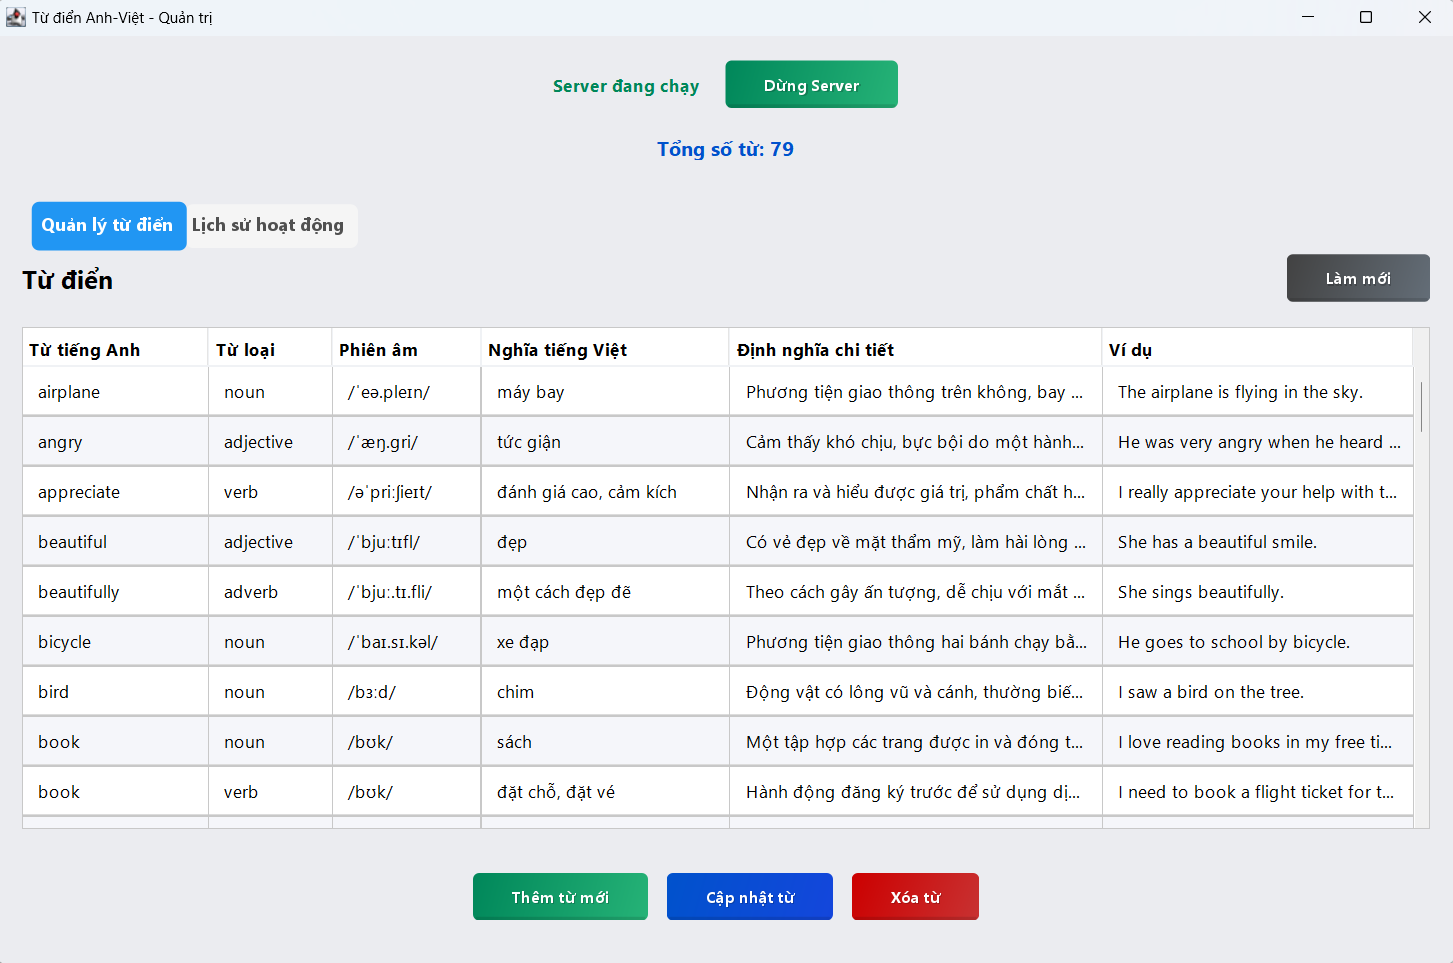 Từ điển Anh-Việt - Quản trị
Server đang chạy Dừng Server
Tổng số từ: 79
Quản lý từ điển Lịch sử hoạt động
Từ điển Làm mới
Từ tiếng Anh Từ loại Phiên âm Nghĩa tiếng Việt Định nghĩa chi tiết Ví dụ
airplane noun /ˈeə.pleɪn/ máy bay Phương tiện giao thông trên không, bay ... The airplane is flying in the sky.
angry adjective /ˈæŋ.ɡri/ tức giận Cảm thấy khó chịu, bực bội do một hành... He was very angry when he heard ...
appreciate verb /əˈpriːʃieɪt/ đánh giá cao, cảm kích Nhận ra và hiểu được giá trị, phẩm chất h... I really appreciate your help with t...
beautiful adjective /ˈbjuːtɪfl/ đẹp Có vẻ đẹp về mặt thẩm mỹ, làm hài lòng ... She has a beautiful smile.
beautifully adverb /ˈbjuː.tɪ.fli/ một cách đẹp đẽ Theo cách gây ấn tượng, dễ chịu với mắt ... She sings beautifully.
bicycle noun /ˈbaɪ.sɪ.kəl/ xe đạp Phương tiện giao thông hai bánh chạy bằ... He goes to school by bicycle.
bird noun /bɜːd/ chim Động vật có lông vũ và cánh, thường biế... I saw a bird on the tree.
book noun /bʊk/ sách Một tập hợp các trang được in và đóng t... I love reading books in my free ti...
book verb /bʊk/ đặt chỗ, đặt vé Hành động đăng ký trước để sử dụng dị... I need to book a flight ticket for t...
Thêm từ mới Cập nhật từ Xóa từ